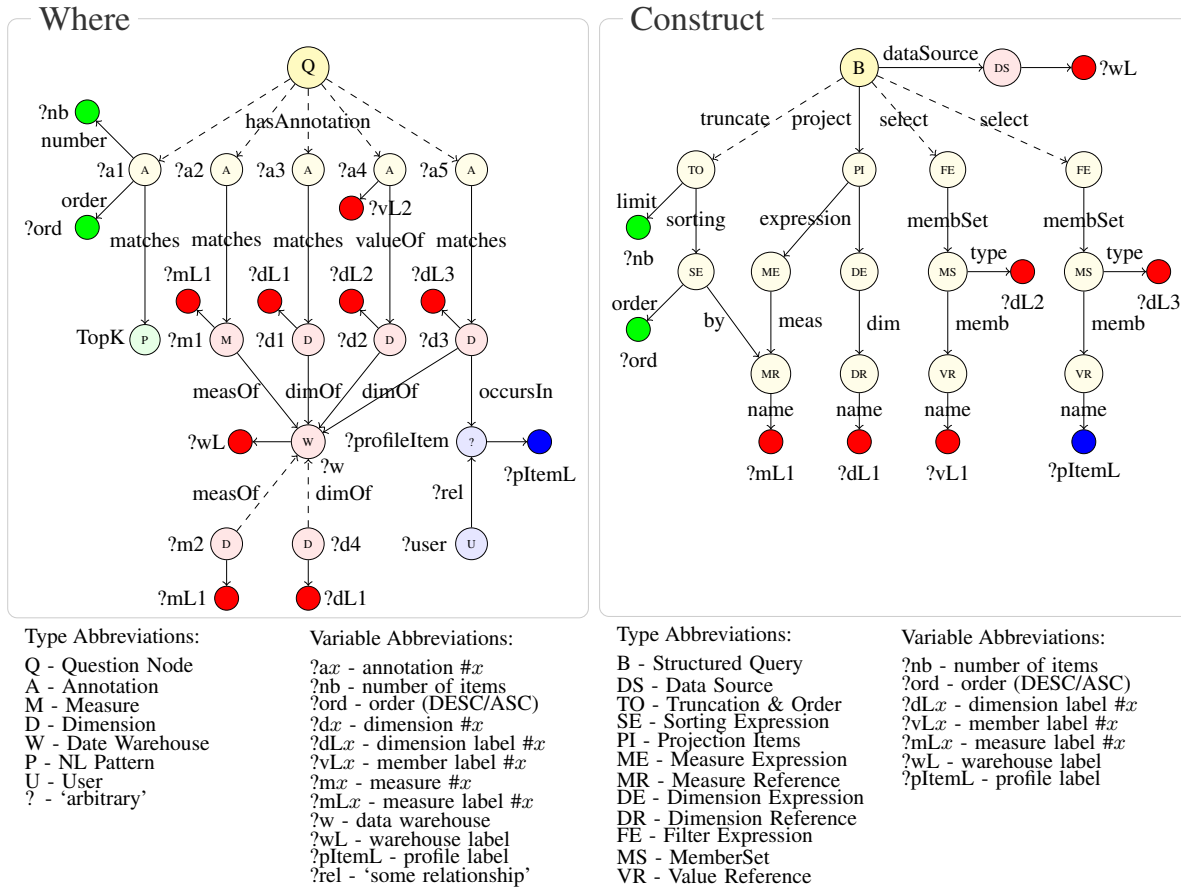 Where
Q
?nb
number
hasAnnotation
?a1 A ?a2 A ?a3 A ?a4 A ?a5 A
order
?ord
?vL2
matches matches matches valueOf matches
?mL1 ?dL1 ?dL2 ?dL3
TopK P ?m1 M ?d1 D ?d2 D ?d3 D
measOf dimOf dimOf occursIn
?wL W ?profileItem ?
?w ?pItemL
measOf dimOf ?rel
?m2 D D ?d4 ?user U
?mL1 ?dL1
Type Abbreviations:
Q - Question Node
A - Annotation
M - Measure
D - Dimension
W - Date Warehouse
P - NL Pattern
U - User
? - ‘arbitrary’
Variable Abbreviations:
?ax - annotation #x
?nb - number of items
?ord - order (DESC/ASC)
?dx - dimension #x
?dLx - dimension label #x
?vLx - member label #x
?mx - measure #x
?mLx - measure label #x
?w - data warehouse
?wL - warehouse label
?pItemL - profile label
?rel - ‘some relationship’
Construct
B dataSource DS ?wL
truncate project select select
TO PI FE FE
limit sorting expression membSet membSet
?nb
type type
SE ME DE MS MS
order ?dL2 ?dL3
by meas dim memb memb
?ord
MR DR VR VR
name name name name
?mL1 ?dL1 ?vL1 ?pItemL
Type Abbreviations:
B - Structured Query
DS - Data Source
TO - Truncation & Order
SE - Sorting Expression
PI - Projection Items
ME - Measure Expression
MR - Measure Reference
DE - Dimension Expression
DR - Dimension Reference
FE - Filter Expression
MS - MemberSet
VR - Value Reference
Variable Abbreviations:
?nb - number of items
?ord - order (DESC/ASC)
?dLx - dimension label #x
?vLx - member label #x
?mLx - measure label #x
?wL - warehouse label
?pItemL - profile label